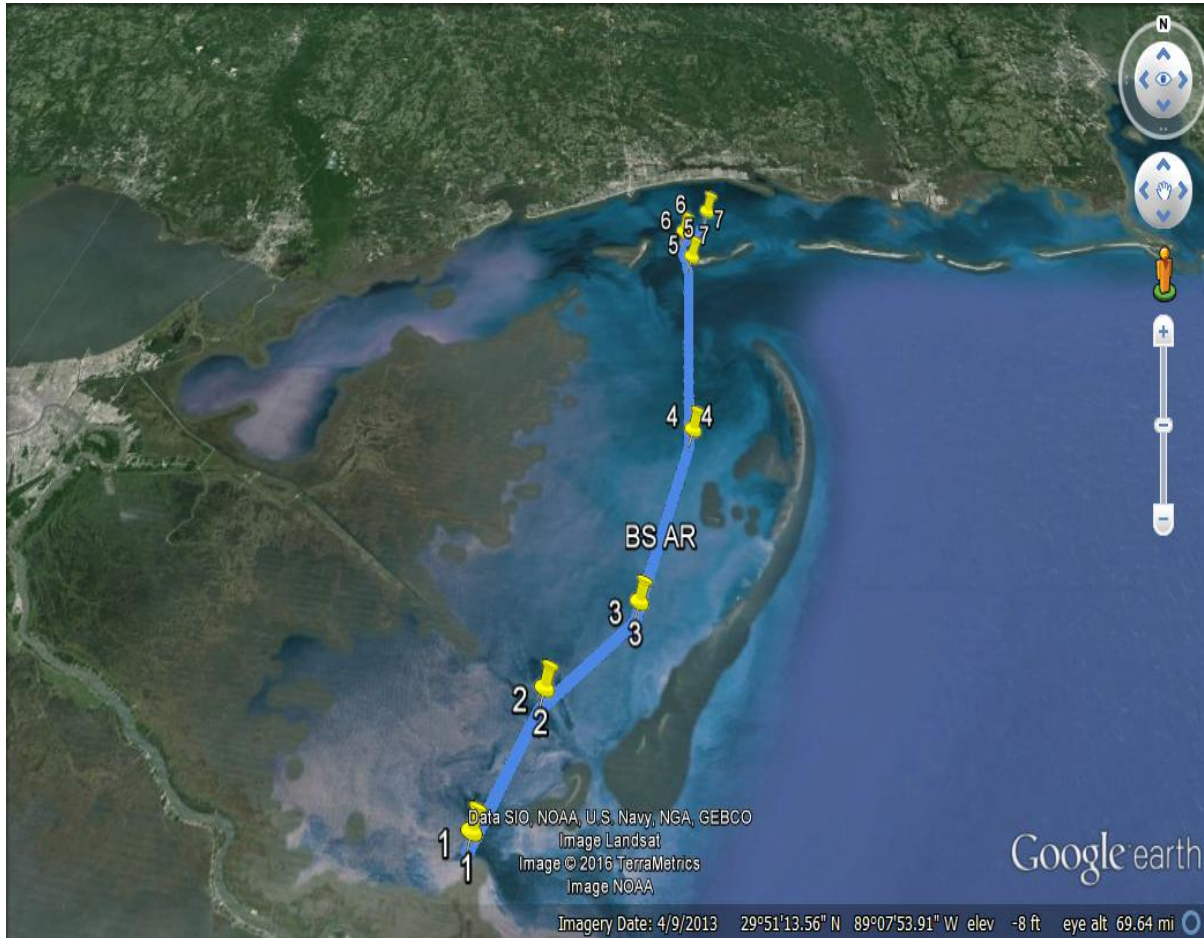 N
6
6
7
5
5
7
4
4
BS AR
3
3
2
2
1
1
Data SIO, NOAA, U.S. Navy, NGA, GEBCO
Image Landsat
Image © 2016 TerraMetrics
Image NOAA
Google earth
Imagery Date: 4/9/2013 29°51'13.56" N 89°07'53.91" W elev -8 ft eye alt 69.64 mi